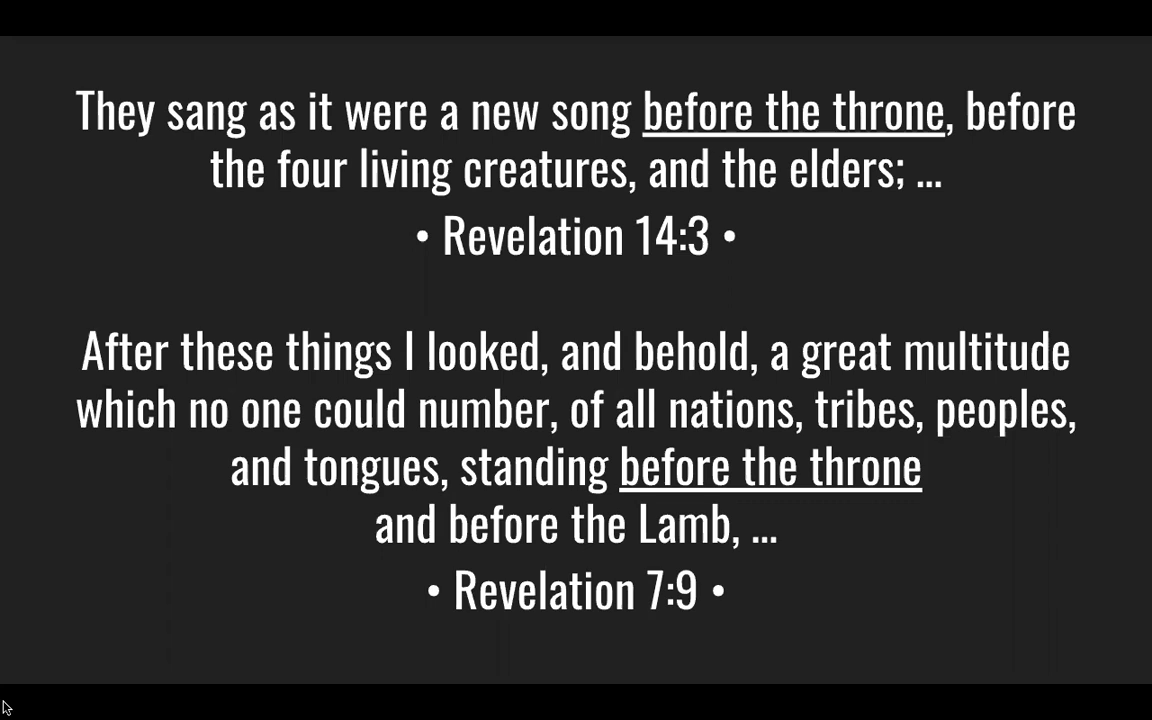 They sang as it were a new song before the throne, before
the four living creatures, and the elders; ...
• Revelation 14:3 •
After these things I looked, and behold, a great multitude
which no one could number, of all nations, tribes, peoples,
and tongues, standing before the throne
and before the Lamb, ...
• Revelation 7:9 •